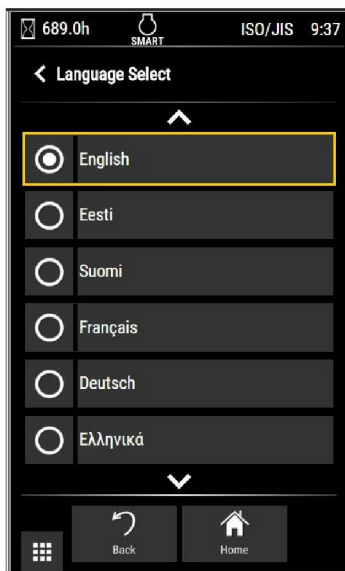 689.0h SMART ISO/JIS 9:37
Language Select
English
Eesti
Suomi
Français
Deutsch
Ελληνικά
Back Home